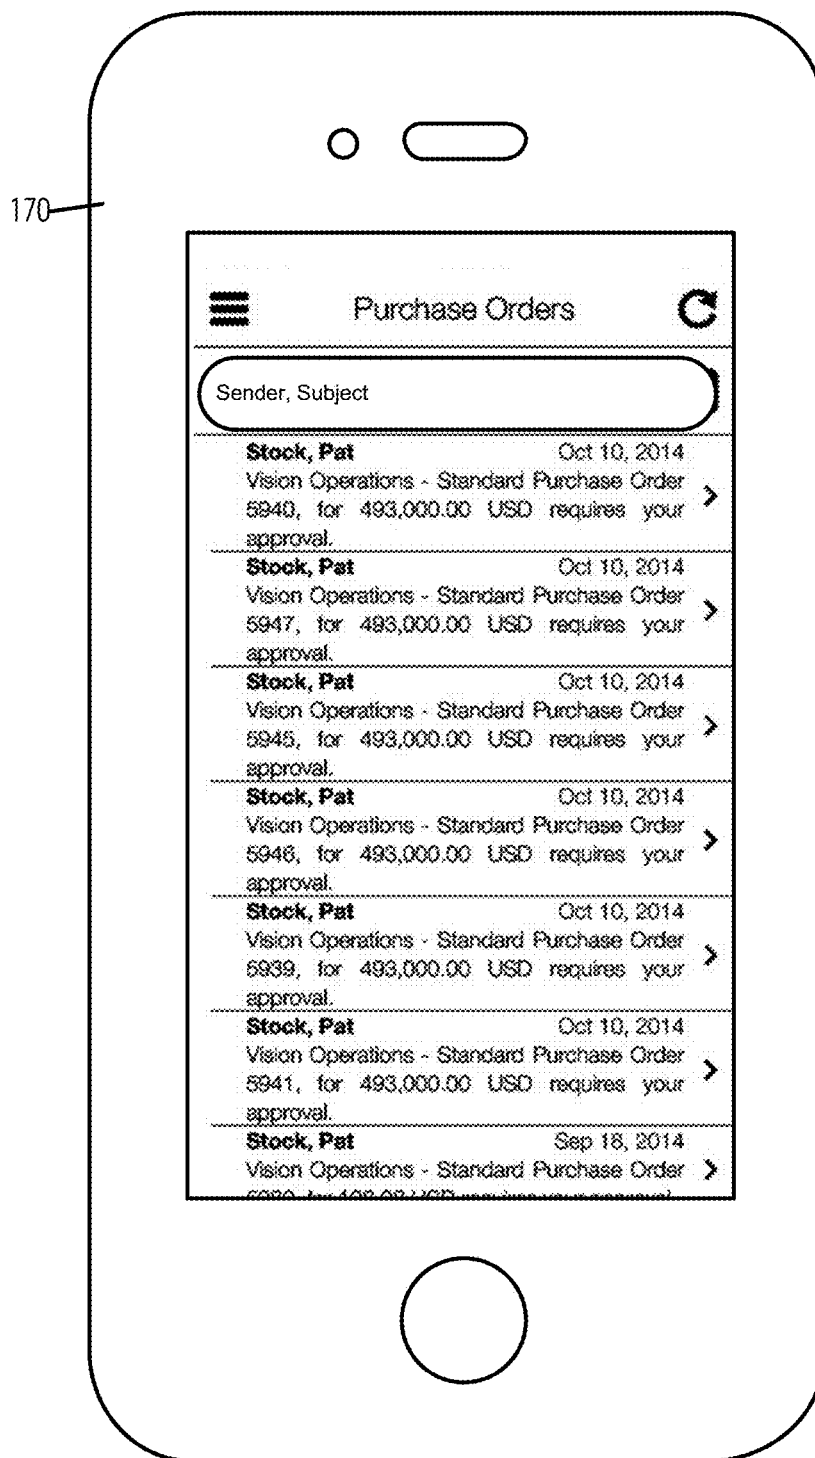 170
Purchase Orders
Sender, Subject
Stock, Pat Oct 10, 2014
Vision Operations - Standard Purchase Order
5940, for 493,000.00 USD requires your
approval.
Stock, Pat Oct 10, 2014
Vision Operations - Standard Purchase Order
5947, for 493,000.00 USD requires your
approval.
Stock, Pat Oct 10, 2014
Vision Operations - Standard Purchase Order
5945, for 493,000.00 USD requires your
approval.
Stock, Pat Oct 10, 2014
Vision Operations - Standard Purchase Order
5946, for 493,000.00 USD requires your
approval.
Stock, Pat Oct 10, 2014
Vision Operations - Standard Purchase Order
5939, for 493,000.00 USD requires your
approval.
Stock, Pat Oct 10, 2014
Vision Operations - Standard Purchase Order
5941, for 493,000.00 USD requires your
approval.
Stock, Pat Sep 18, 2014
Vision Operations - Standard Purchase Order